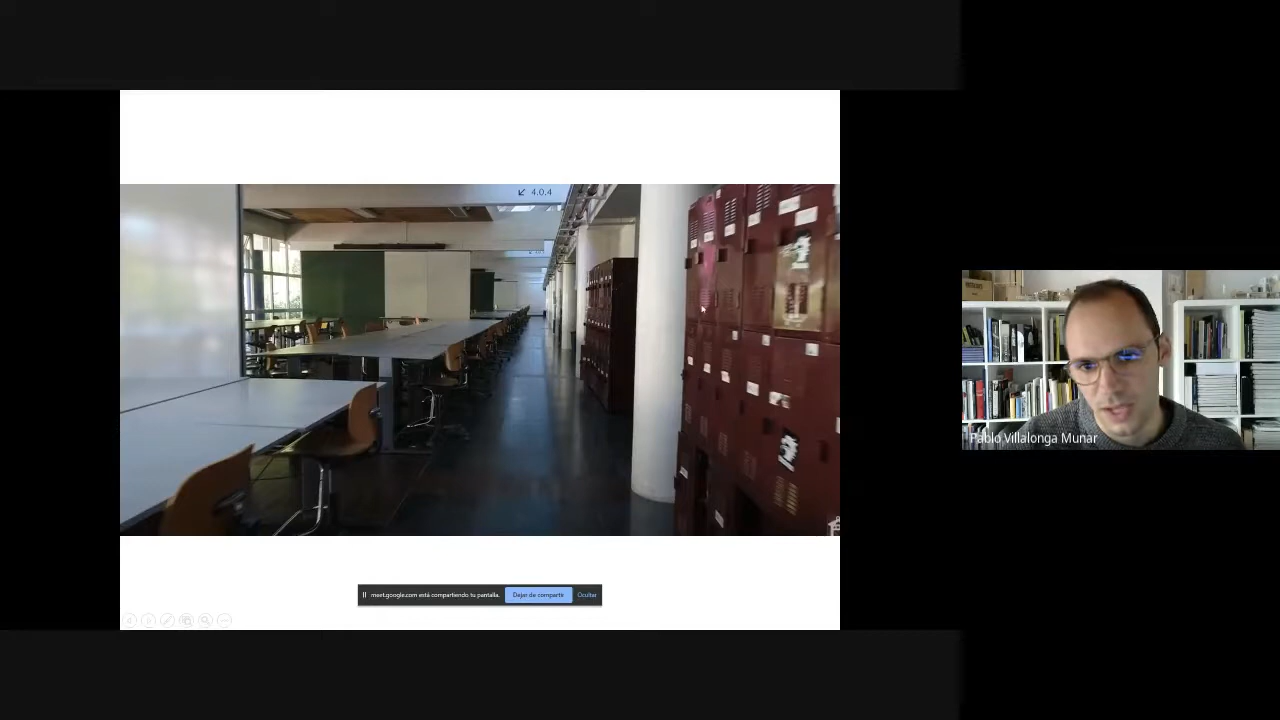 ↙ 4.0.4
Pablo Villalonga Munar
meet.google.com está compartiendo tu pantalla.
Dejar de compartir
Ocultar